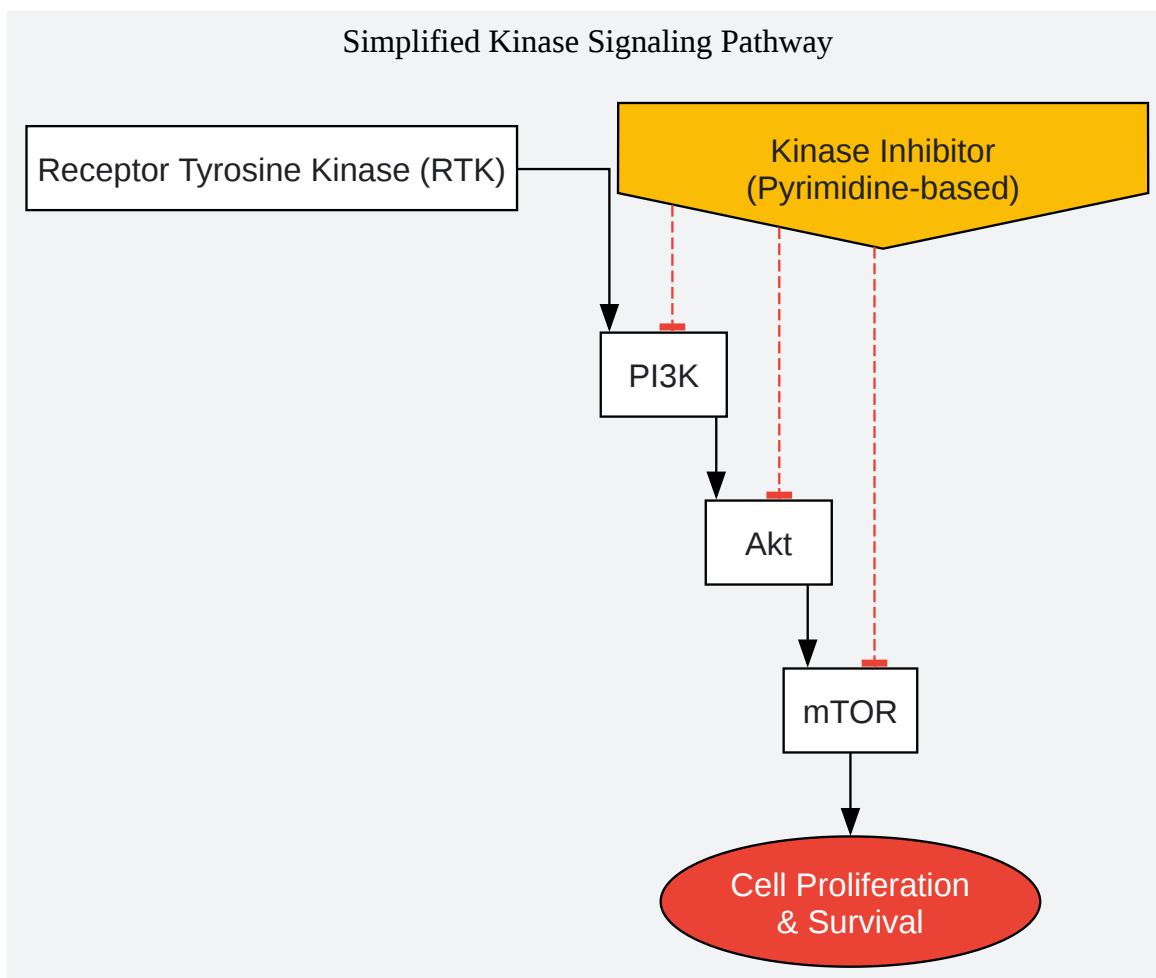 Simplified Kinase Signaling Pathway
Receptor Tyrosine Kinase (RTK)
Kinase Inhibitor
(Pyrimidine-based)
PI3K
Akt
mTOR
Cell Proliferation
& Survival